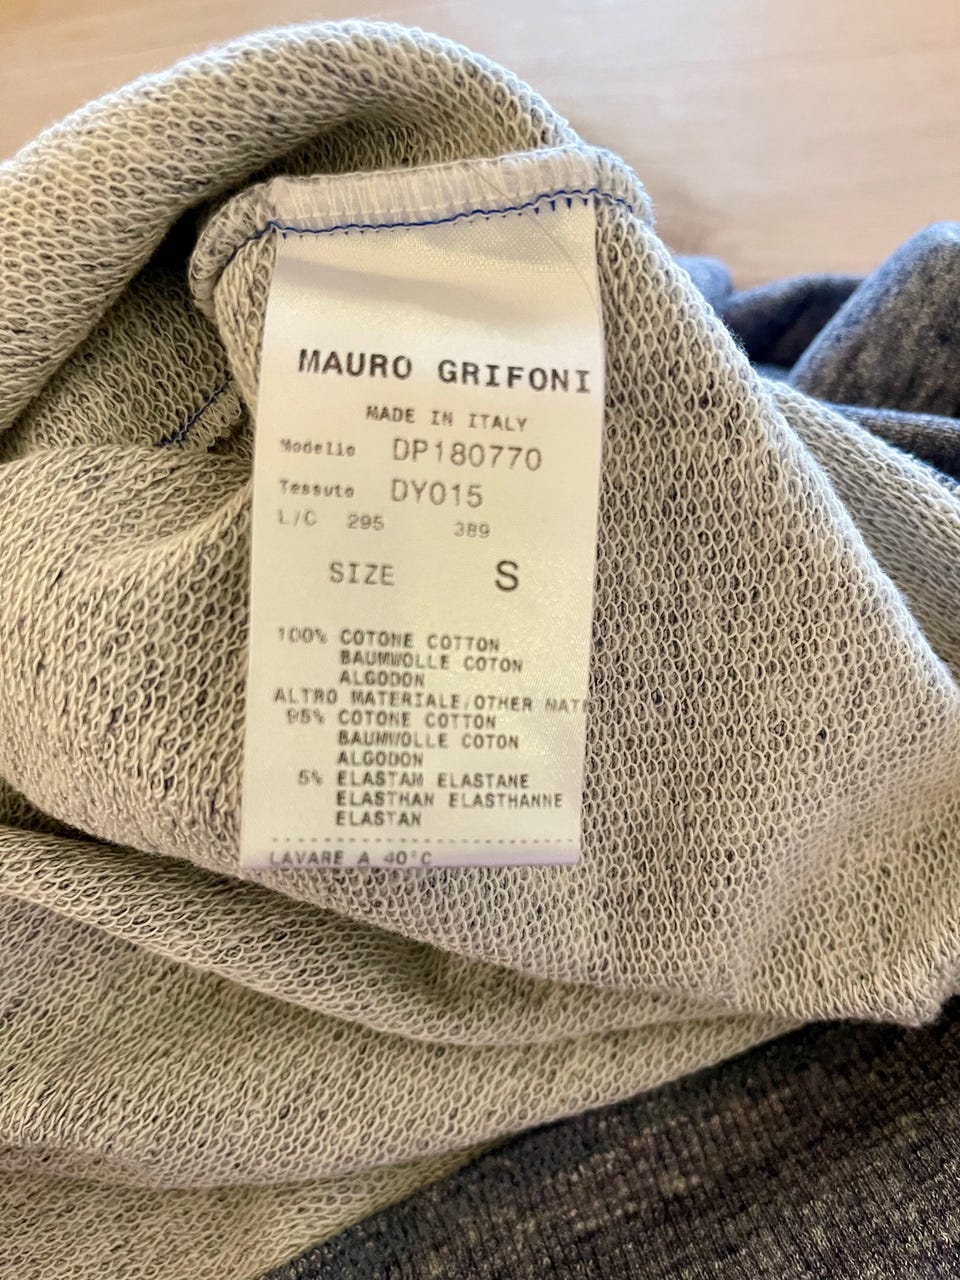 MAURO GRIFONI
MADE IN ITALY
Modello DP180770
Tessuto DY015
L/C 295 389
SIZE S
100% COTONE COTTON
BAUMWOLLE COTON
ALGODON
ALTRO MATERIALE/OTHER MATE
95% COTONE COTTON
BAUMWOLLE COTON
ALGODON
5% ELASTAM ELASTANE
ELASTHAN ELASTHANNE
ELASTAN
LAVARE A 40°C